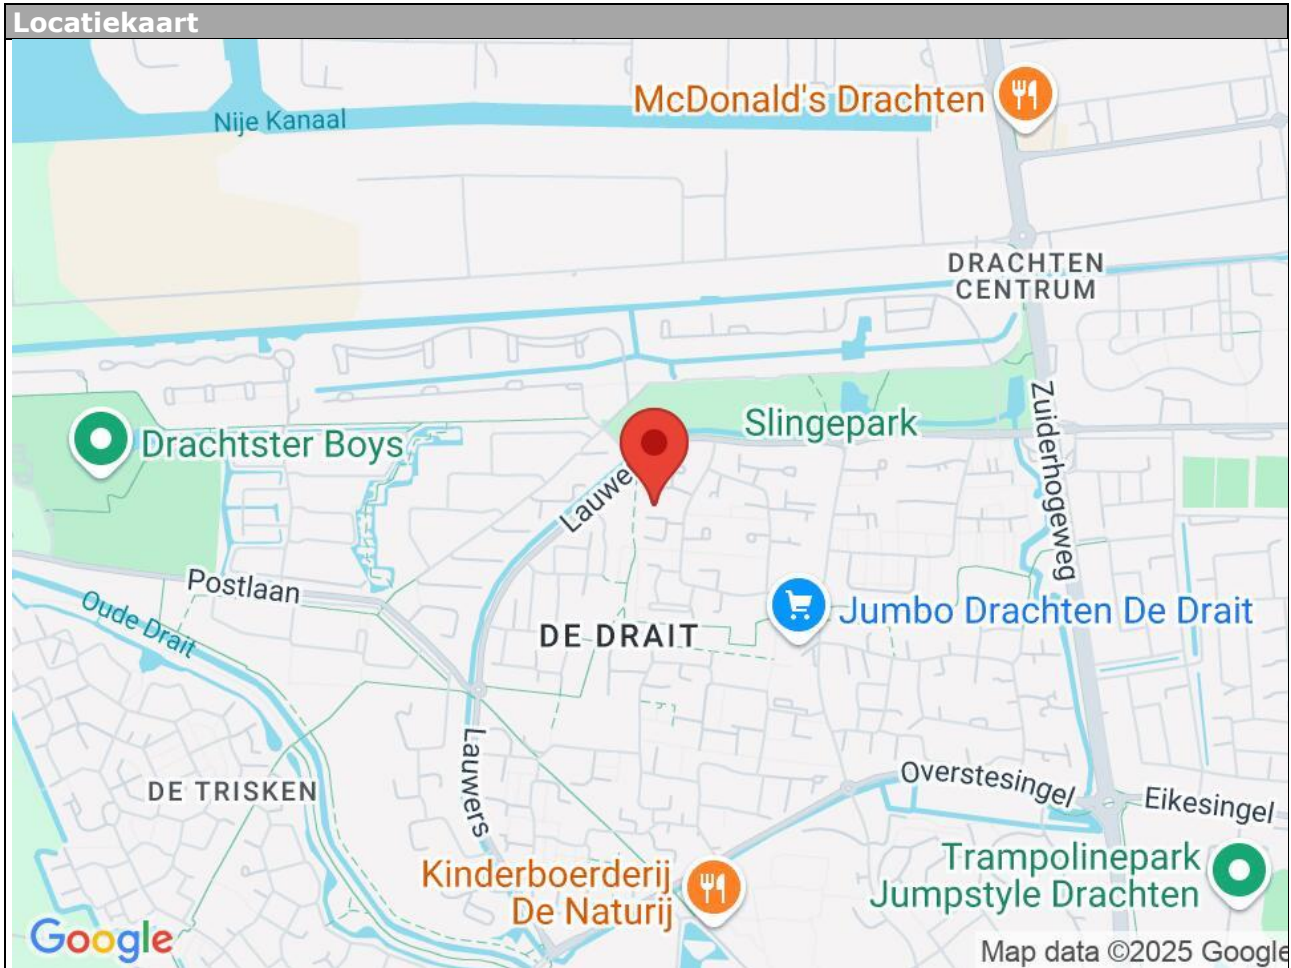 Locatiekaart
McDonald's Drachten
Nije Kanaal
DRACHTEN
CENTRUM
Zuiderhogeweg
Slingepark
Drachtster Boys
Lauwe
Postlaan
Oude Drait
Jumbo Drachten De Drait
DE DRAIT
Lauwers
DE TRISKEN
Overstesingel
Eikesingel
Kinderboerderij
De Naturij
Trampolinepark
Jumpstyle Drachten
Google
Map data ©2025 Google